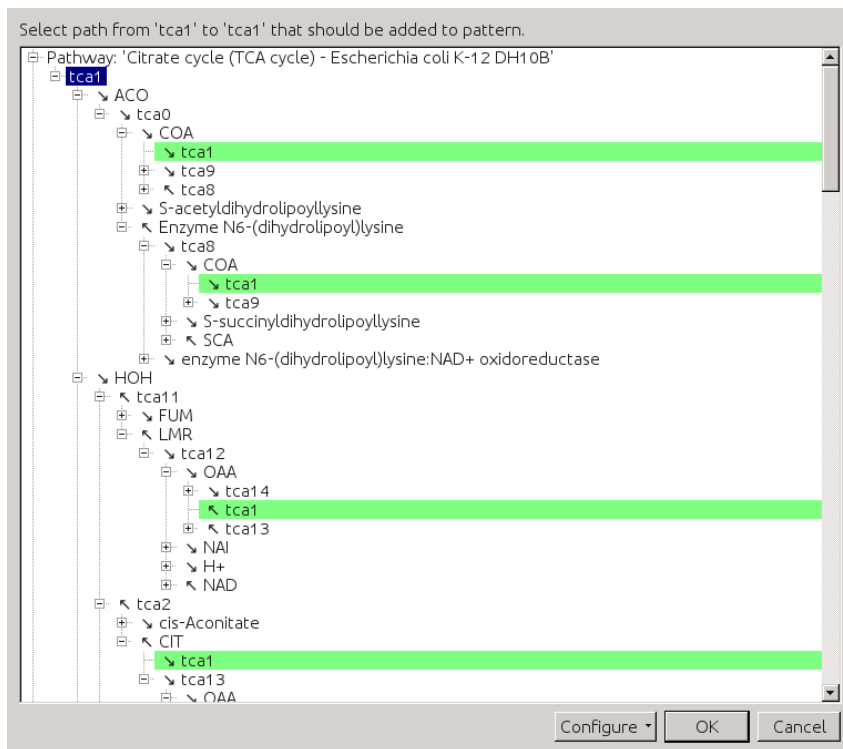 Select path from 'tca1' to 'tca1' that should be added to pattern.
Pathway: 'Citrate cycle (TCA cycle) - Escherichia coli K-12 DH10B'
tca1
↘ ACO
↘ tca0
↘ COA
↘ tca1
↘ tca9
↖ tca8
↘ S-acetyldihydrolipoyllysine
↖ Enzyme N6-(dihydrolipoyl)lysine
↘ tca8
↘ COA
↘ tca1
↘ tca9
↘ S-succinyldihydrolipoyllysine
↖ SCA
↘ enzyme N6-(dihydrolipoyl)lysine:NAD+ oxidoreductase
↘ HOH
↖ tca11
↘ FUM
↖ LMR
↘ tca12
↘ OAA
↘ tca14
↖ tca1
↖ tca13
↘ NAI
↘ H+
↖ NAD
↖ tca2
↘ cis-Aconitate
↖ CIT
↘ tca1
↘ tca13
↘ OAA
Configure OK Cancel